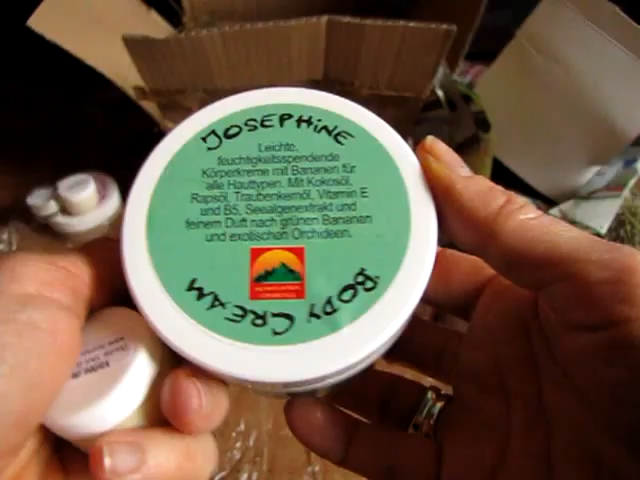 JOSEPHINE
Leichte,
feuchtigkeitsspendende
Körperkreme mit Bananen für
alle Hauttypen. Mit Kokosöl,
Rapsöl, Traubenkernöl, Vitamin E
und B5, Seealgenextrakt und
feinem Duft nach grünen Bananen
und exotischen Orchideen.
BODY CREAM